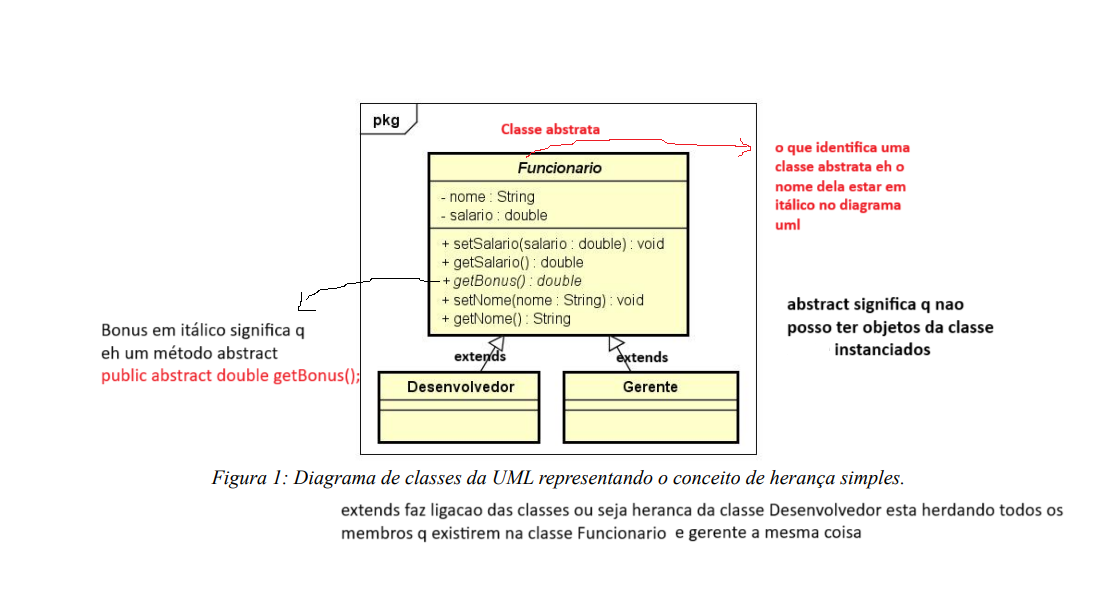 pkg
Classe abstrata
Funcionario
- nome : String
- salario : double
+ setSalario(salario : double) : void
+ getSalario() : double
+ getBonus() : double
+ setNome(nome : String) : void
+ getNome() : String
o que identifica uma
classe abstrata eh o
nome dela estar em
itálico no diagrama
uml
abstract significa q nao
posso ter objetos da classe
instanciados
Bonus em itálico significa q
eh um método abstract
public abstract double getBonus();
extends
extends
Desenvolvedor
Gerente
Figura 1: Diagrama de classes da UML representando o conceito de herança simples.
extends faz ligacao das classes ou seja heranca da classe Desenvolvedor esta herdando todos os
membros q existirem na classe Funcionario e gerente a mesma coisa